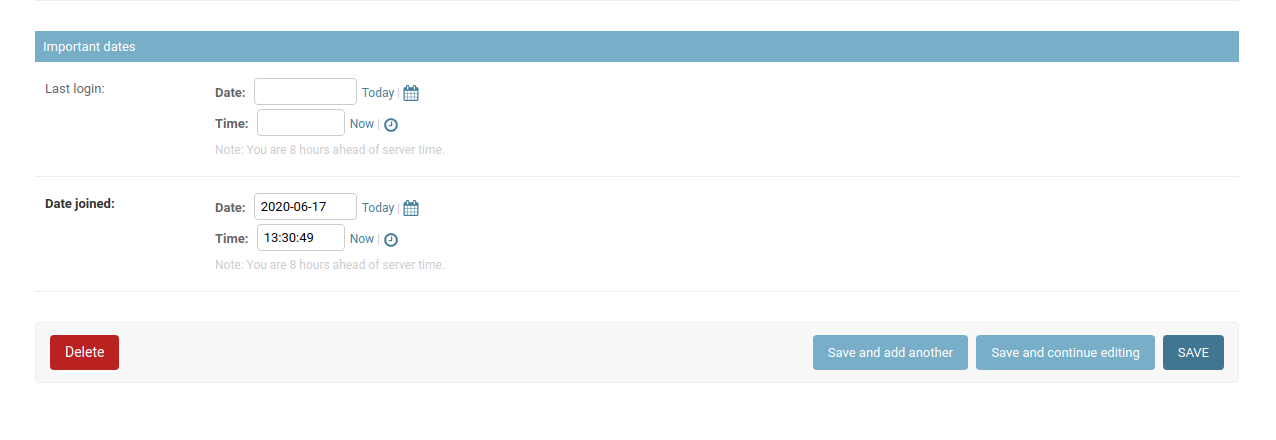 Important dates
Last login:
Date: Today |
Time: Now |
Note: You are 8 hours ahead of server time.
Date joined:
Date: 2020-06-17 Today |
Time: 13:30:49 Now |
Note: You are 8 hours ahead of server time.
Delete Save and add another Save and continue editing SAVE